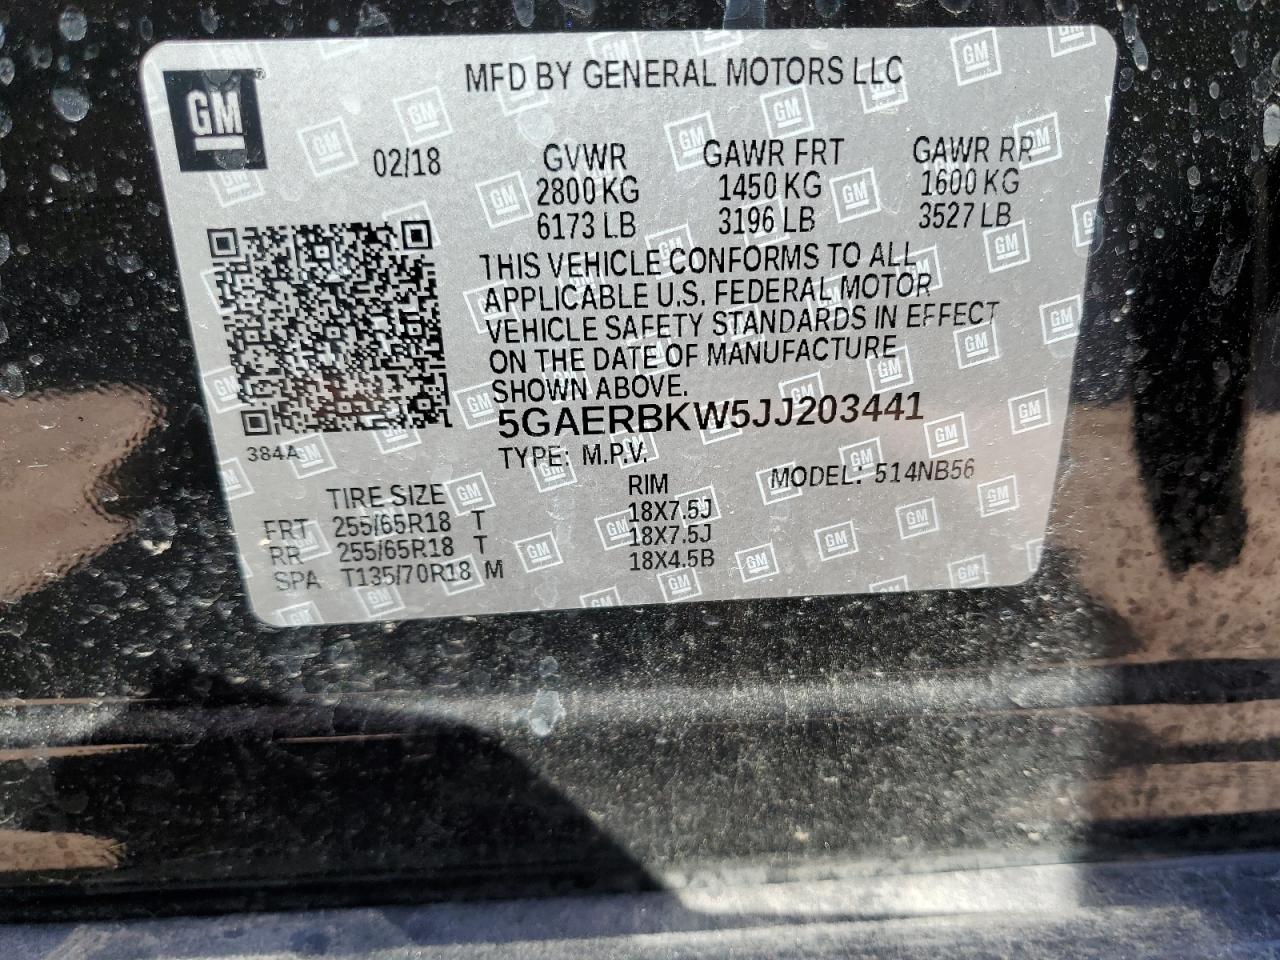 GM
MFD BY GENERAL MOTORS LLC
02/18
GVWR GAWR FRT GAWR RR
2800 KG 1450 KG 1600 KG
6173 LB 3196 LB 3527 LB
THIS VEHICLE CONFORMS TO ALL
APPLICABLE U.S. FEDERAL MOTOR
VEHICLE SAFETY STANDARDS IN EFFECT
ON THE DATE OF MANUFACTURE
SHOWN ABOVE.
5GAERBKW5JJ203441
384A
TYPE: M.P.V.
MODEL: 514NB56
TIRE SIZE RIM
FRT 255/65R18 T 18X7.5J
RR 255/65R18 T 18X7.5J
SPA T135/70R18 M 18X4.5B